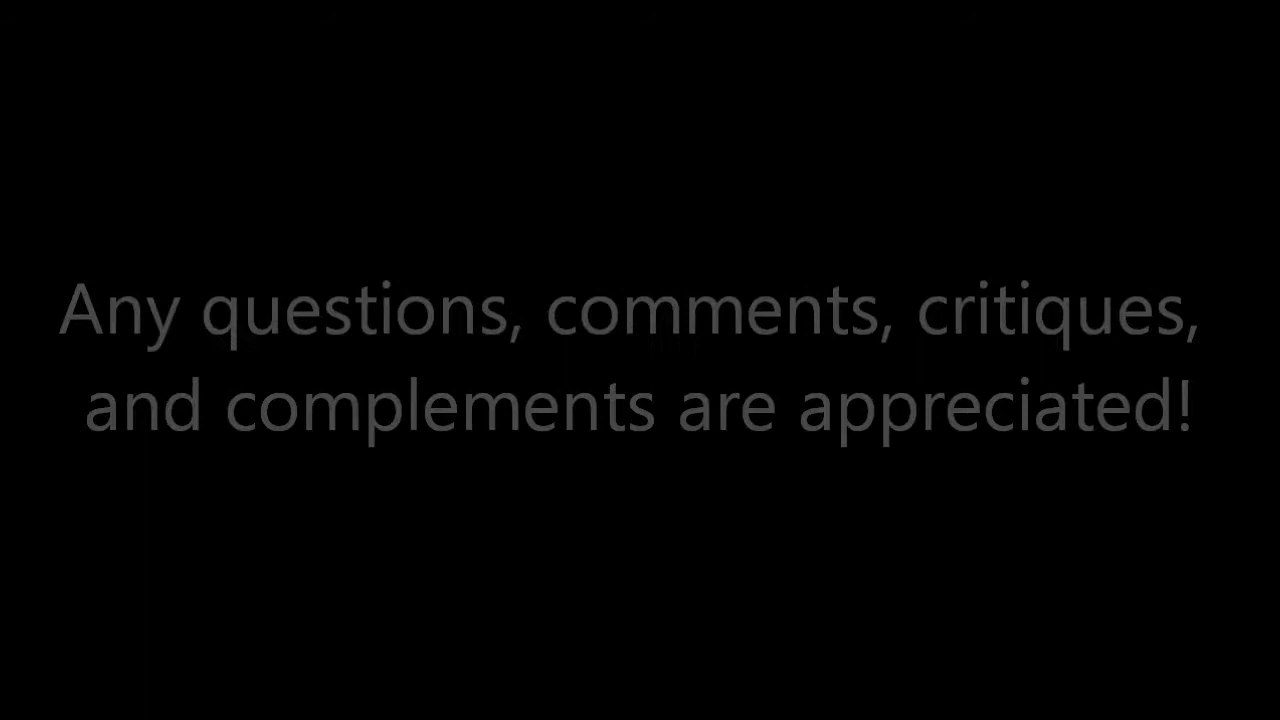 Any questions, comments, critiques,
and complements are appreciated!